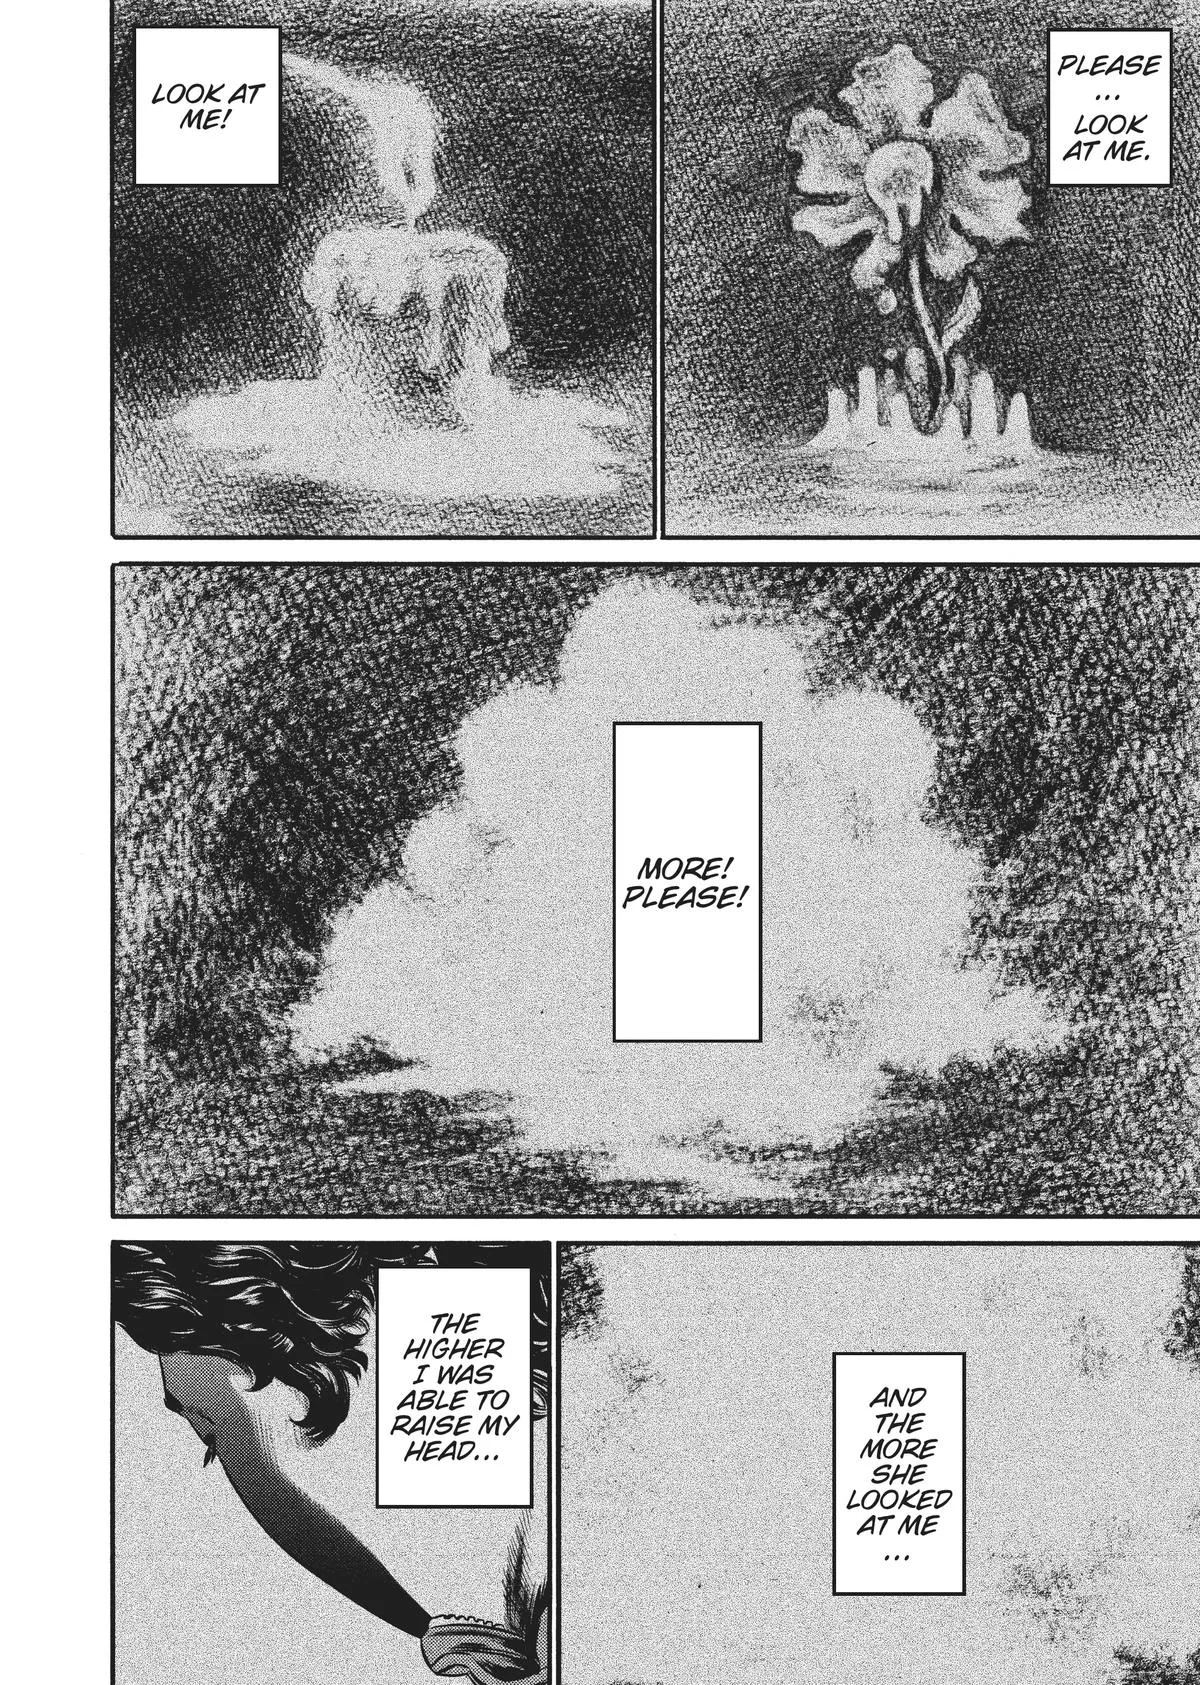 PLEASE
...
LOOK
AT ME.
LOOK AT
ME!
MORE!
PLEASE!
AND
THE
MORE
SHE
LOOKED
AT ME
...
THE
HIGHER
I WAS
ABLE TO
RAISE MY
HEAD...